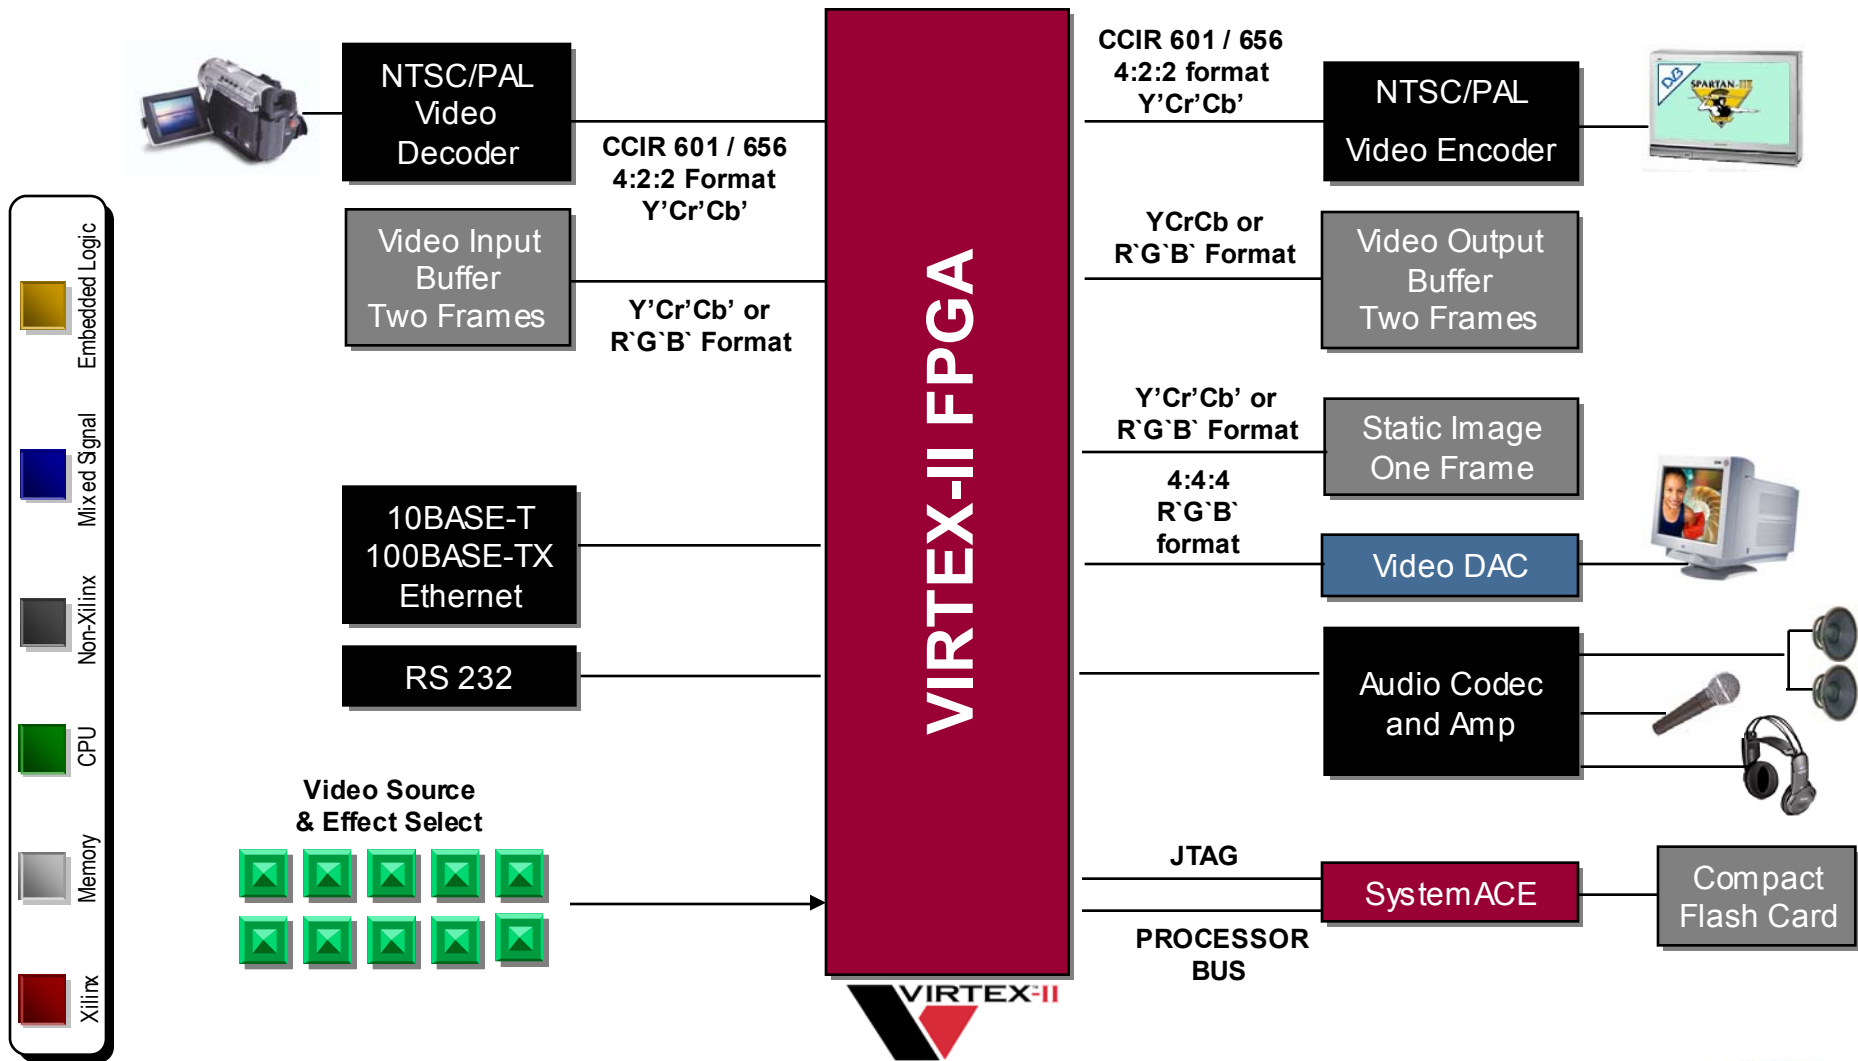 NTSC/PAL
Video
Decoder
CCIR 601 / 656
4:2:2 Format
Y’Cr’Cb’
Video Input
Buffer
Two Frames
Y’Cr’Cb’ or
R`G`B` Format
10BASE-T
100BASE-TX
Ethernet
RS 232
Video Source
& Effect Select
VIRTEX-II FPGA
VIRTEX-II
CCIR 601 / 656
4:2:2 format
Y’Cr’Cb’
NTSC/PAL
Video Encoder
DVB
SPARTAN-III
YCrCb or
R`G`B` Format
Video Output
Buffer
Two Frames
Y’Cr’Cb’ or
R`G`B` Format
Static Image
One Frame
4:4:4
R`G`B`
format
Video DAC
Audio Codec
and Amp
JTAG
SystemACE
PROCESSOR
BUS
Compact
Flash Card
Embedded Logic
Mixed Signal
Non-Xilinx
CPU
Memory
Xilinx